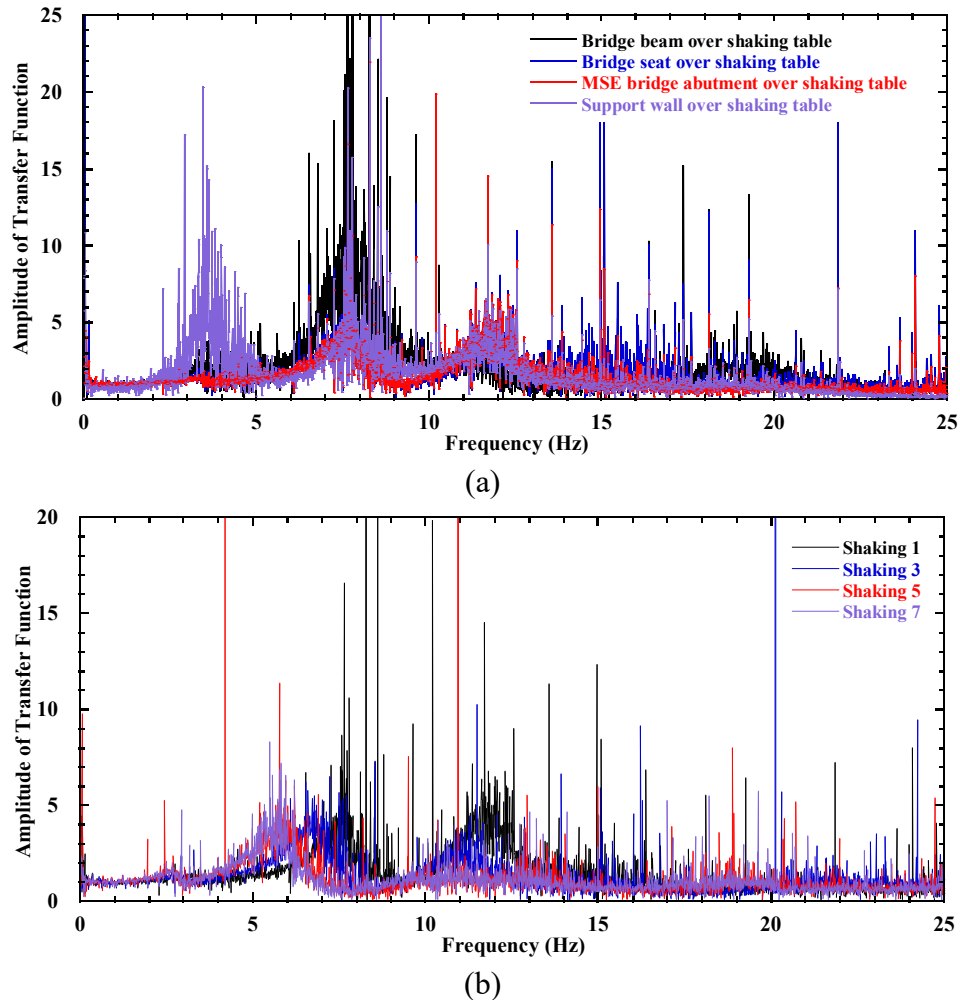 25
20
15
10
5
0
Amplitude of Transfer Function
Bridge beam over shaking table
Bridge seat over shaking table
MSE bridge abutment over shaking table
Support wall over shaking table
0 5 10 15 20 25
Frequency (Hz)
(a)
20
15
10
5
0
Amplitude of Transfer Function
Shaking 1
Shaking 3
Shaking 5
Shaking 7
0 5 10 15 20 25
Frequency (Hz)
(b)